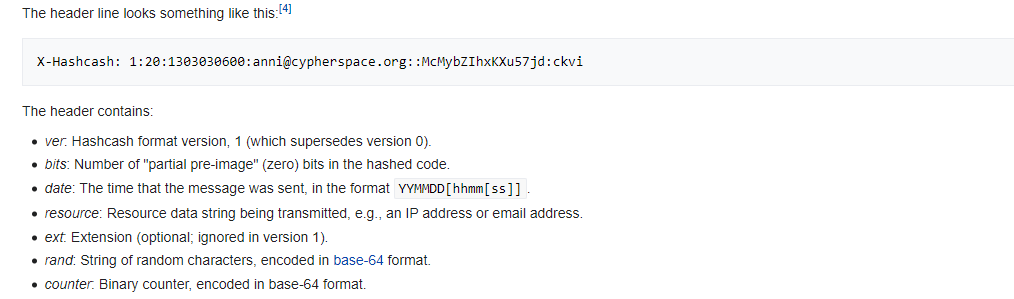 The header line looks something like this:[4]
X-Hashcash: 1:20:1303030600:anni@cypherspace.org::McMybZIhxKXu57jd:ckvi
The header contains:
• ver: Hashcash format version, 1 (which supersedes version 0).
• bits: Number of "partial pre-image" (zero) bits in the hashed code.
• date: The time that the message was sent, in the format YYMMDD[hhmm[ss]].
• resource: Resource data string being transmitted, e.g., an IP address or email address.
• ext: Extension (optional; ignored in version 1).
• rand: String of random characters, encoded in base-64 format.
• counter: Binary counter, encoded in base-64 format.